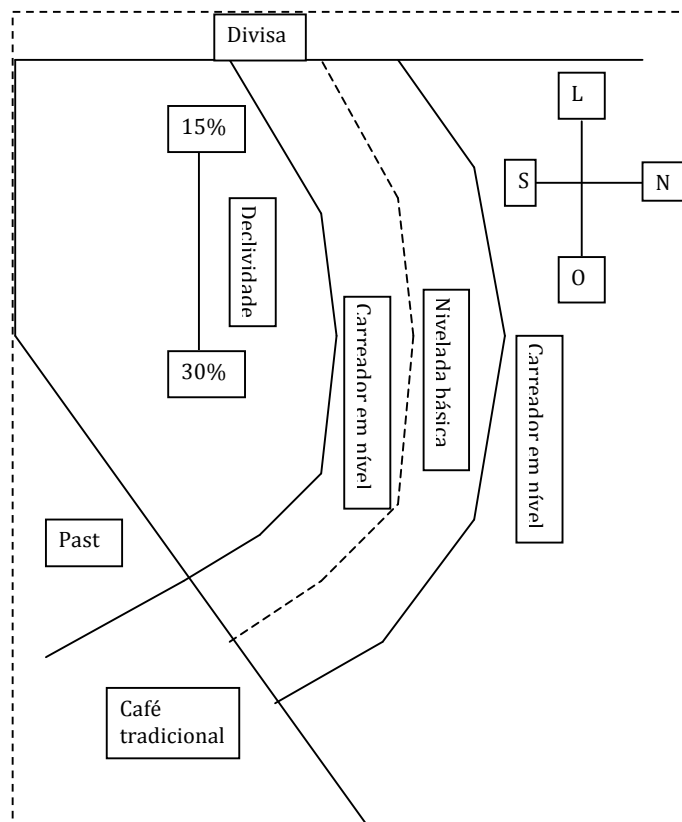 Divisa
15%
L
S
N
Declividade
O
Carreador em nível
Nivelada básica
Carreador em nível
30%
Past
Café
tradicional